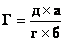 Г = д × а / г × б